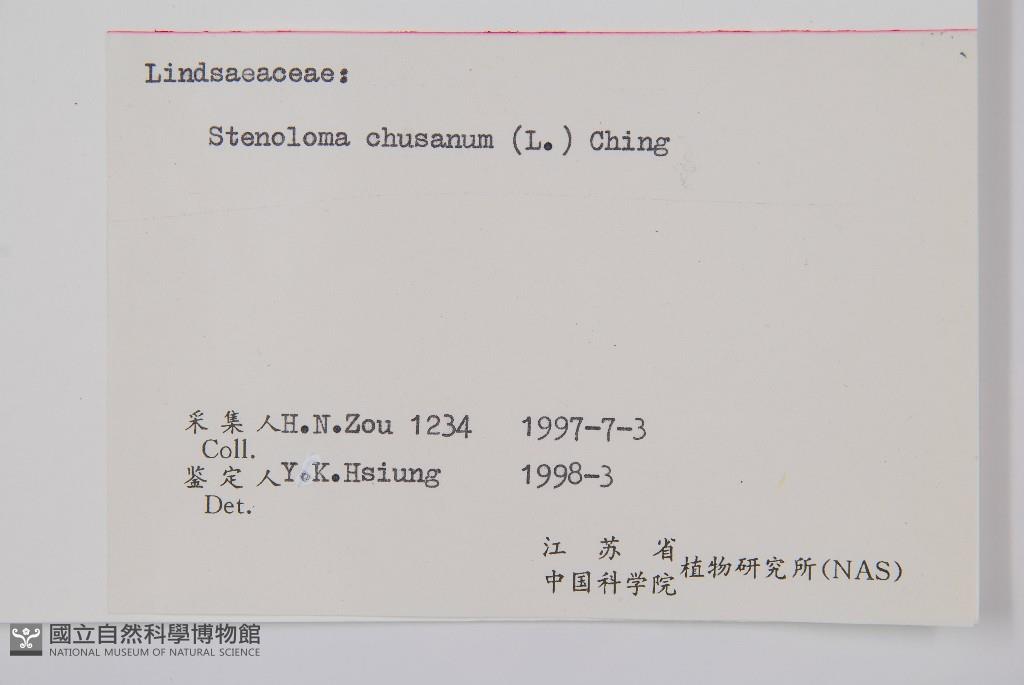 Lindsaeaceae:
Stenoloma chusanum (L.) Ching
采集人H.N.Zou 1234 1997-7-3
Coll.
鉴定人Y.K.Hsiung 1998-3
Det.
江苏省
中国科学院植物研究所(NAS)
國立自然科學博物館
NATIONAL MUSEUM OF NATURAL SCIENCE